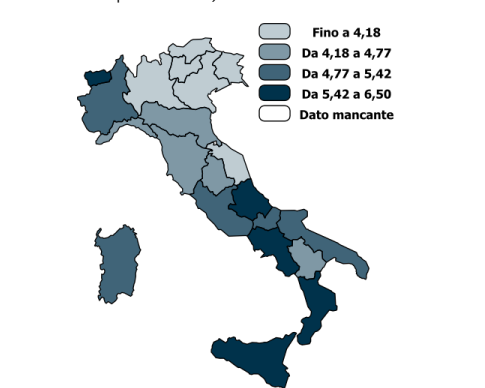 Fino a 4,18
Da 4,18 a 4,77
Da 4,77 a 5,42
Da 5,42 a 6,50
Dato mancante